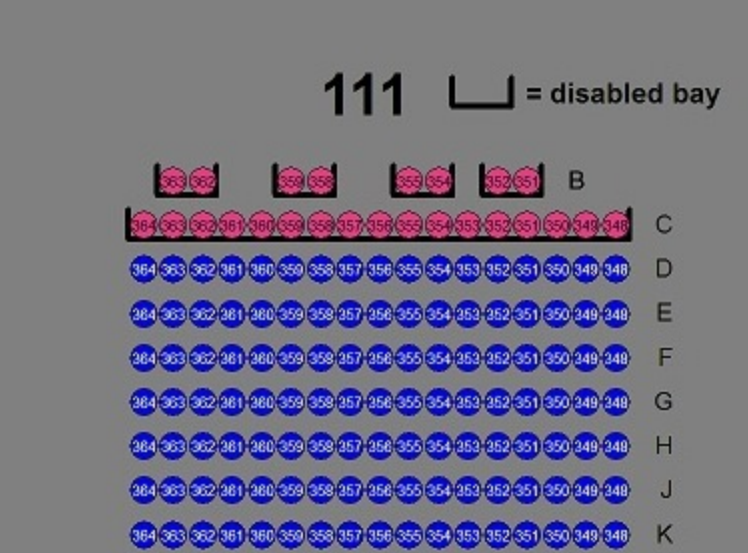 111 = disabled bay
363 362 359 358 355 354 352 351 B
364 363 362 361 360 359 358 357 356 355 354 353 352 351 350 349 348 C
364 363 362 361 360 359 358 357 356 355 354 353 352 351 350 349 348 D
364 363 362 361 360 359 358 357 356 355 354 353 352 351 350 349 348 E
364 363 362 361 360 359 358 357 356 355 354 353 352 351 350 349 348 F
364 363 362 361 360 359 358 357 356 355 354 353 352 351 350 349 348 G
364 363 362 361 360 359 358 357 356 355 354 353 352 351 350 349 348 H
364 363 362 361 360 359 358 357 356 355 354 353 352 351 350 349 348 J
364 363 362 361 360 359 358 357 356 355 354 353 352 351 350 349 348 K